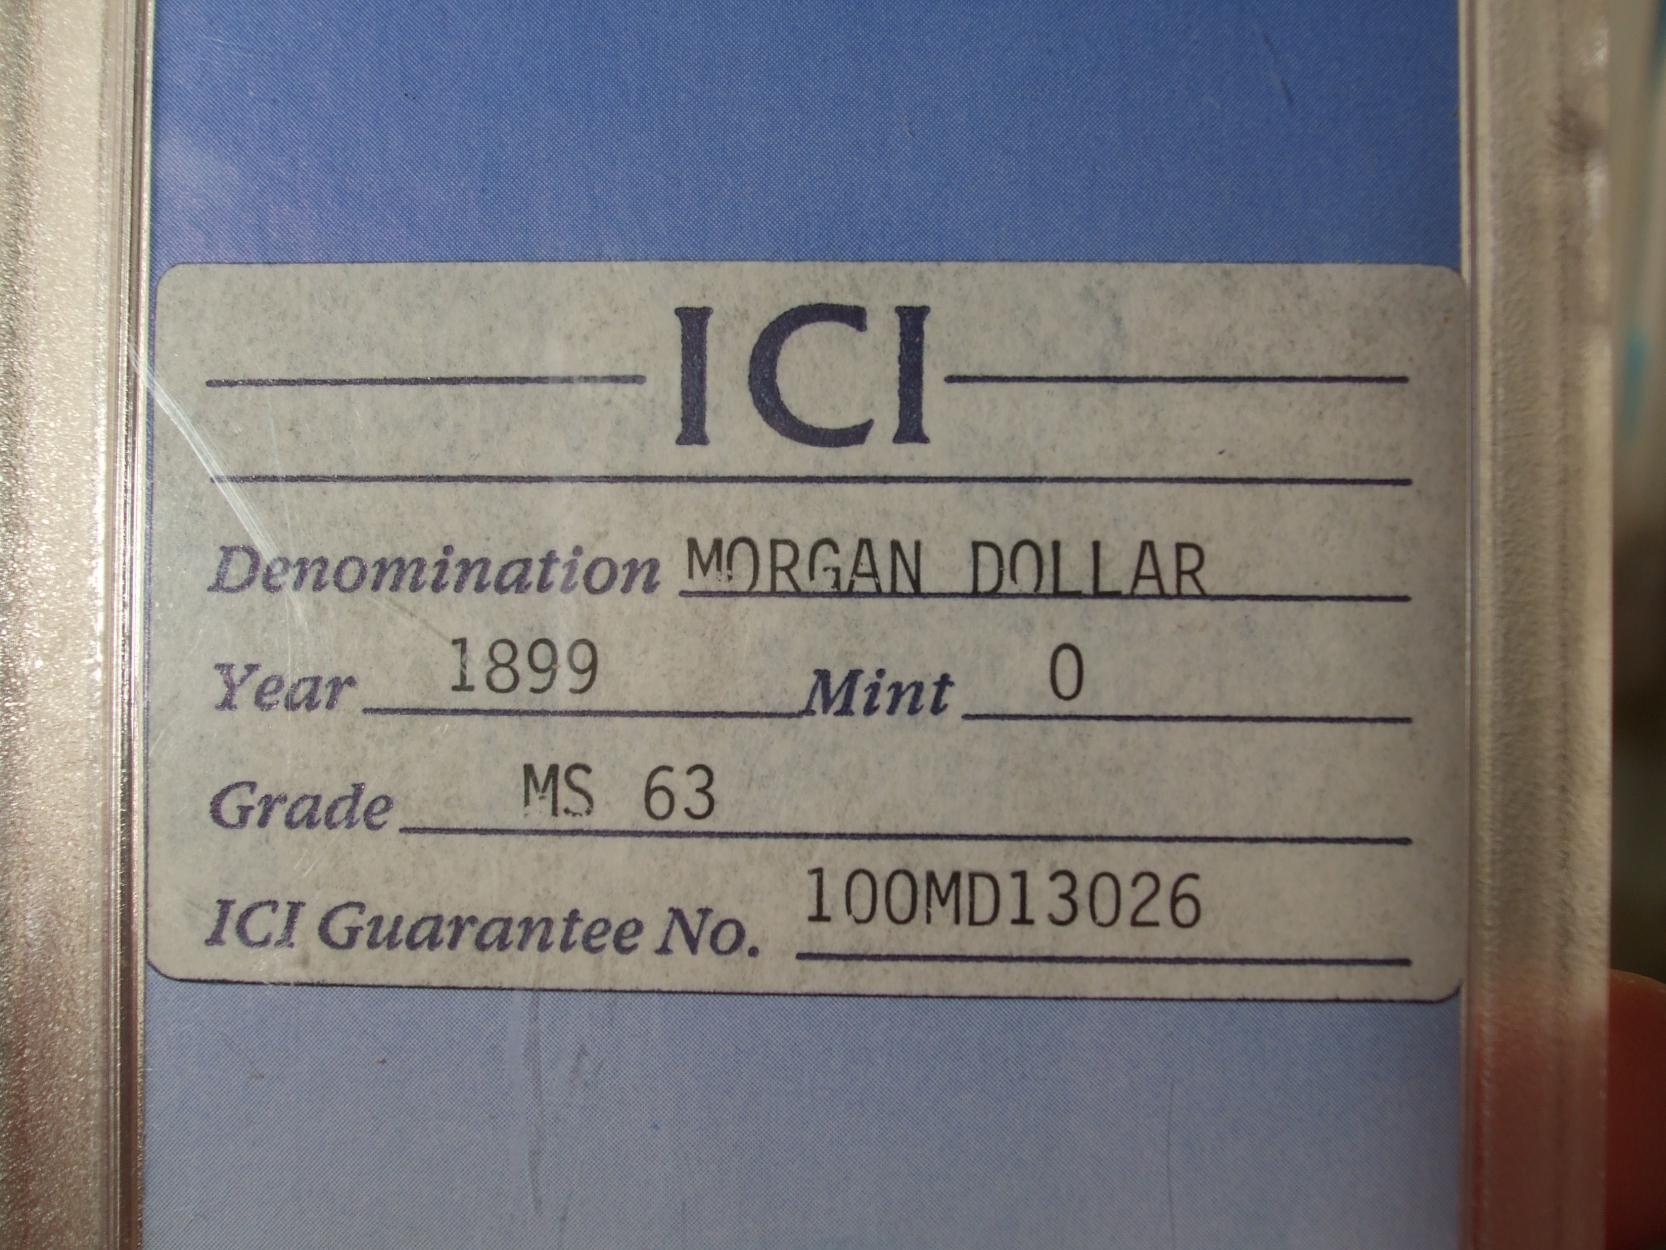 ICI
Denomination MORGAN DOLLAR
Year 1899 Mint O
Grade MS 63
ICI Guarantee No. 100MD13026